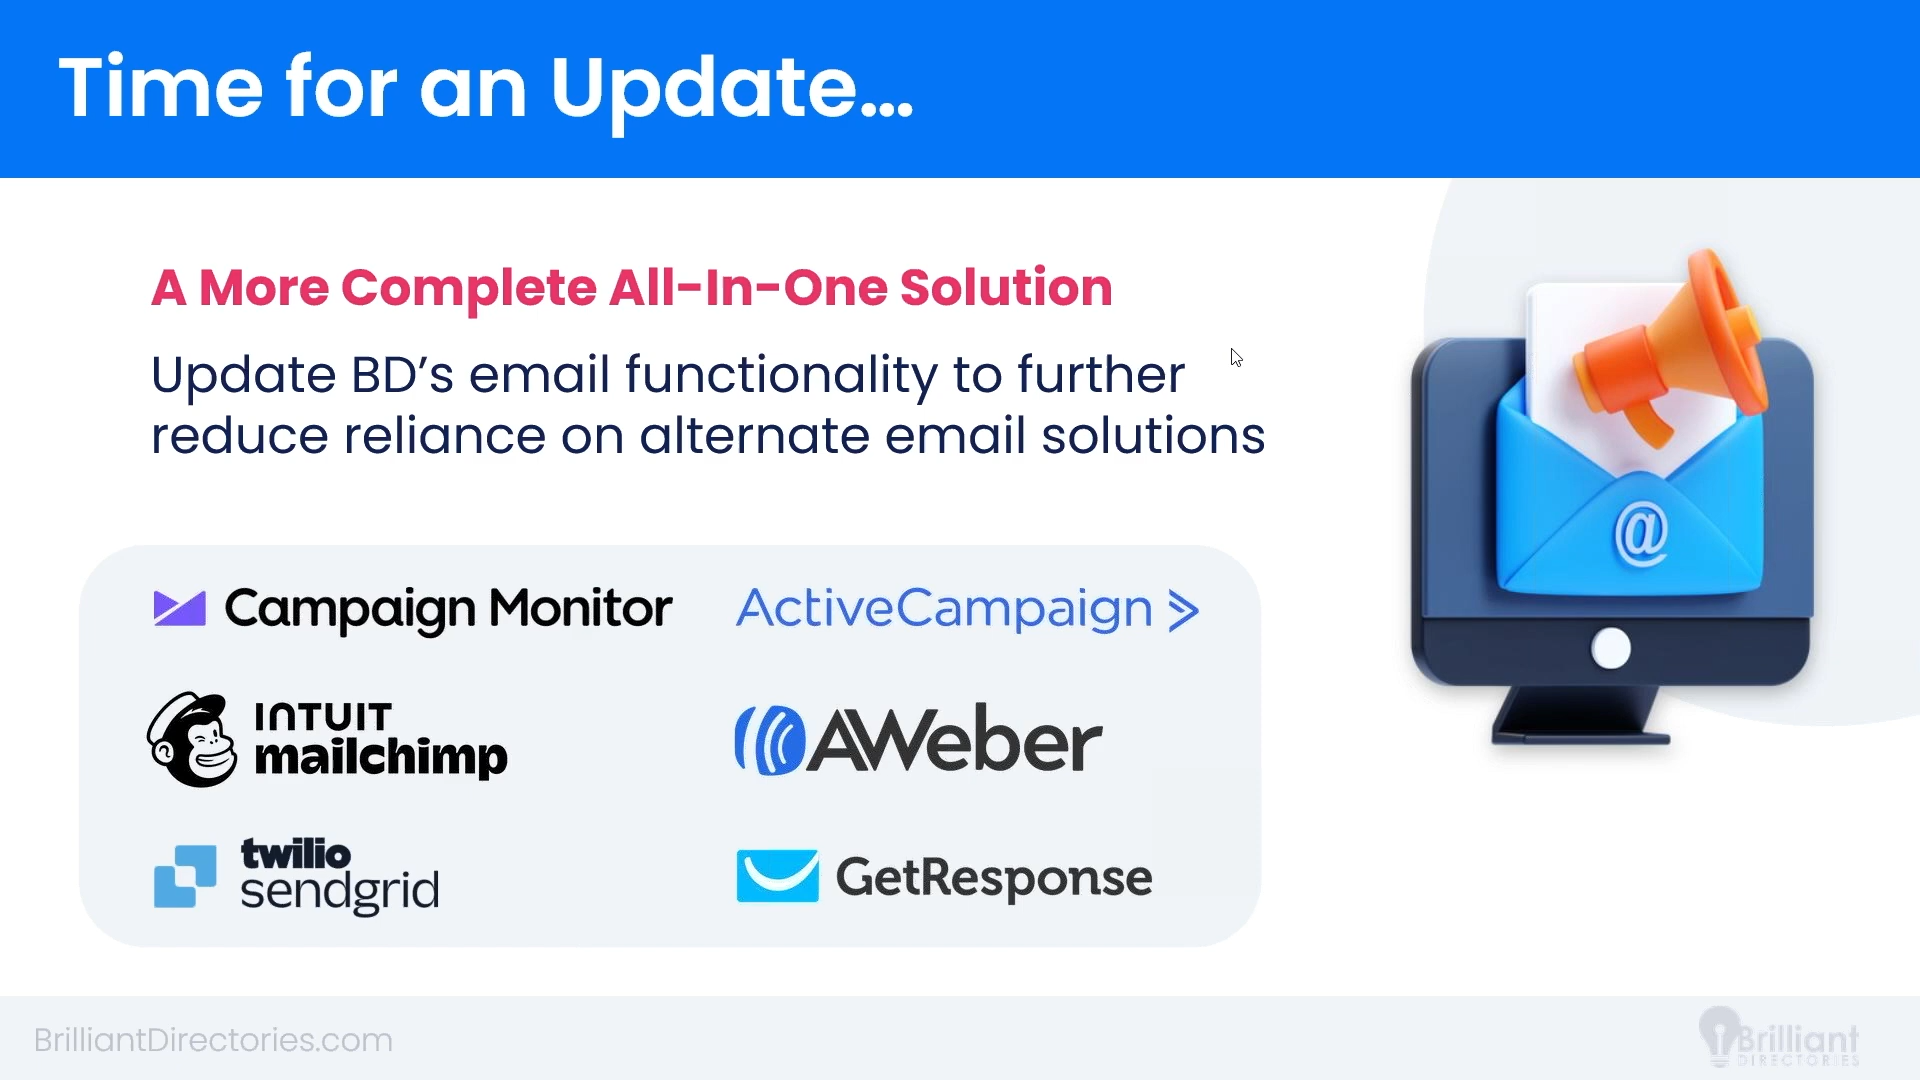 Time for an Update...
A More Complete All-In-One Solution
Update BD’s email functionality to further
reduce reliance on alternate email solutions
Campaign Monitor
ActiveCampaign
INTUIT
mailchimp
AWeber
twilio
sendgrid
GetResponse
@
BrilliantDirectories.com
Brilliant
DIRECTORIES